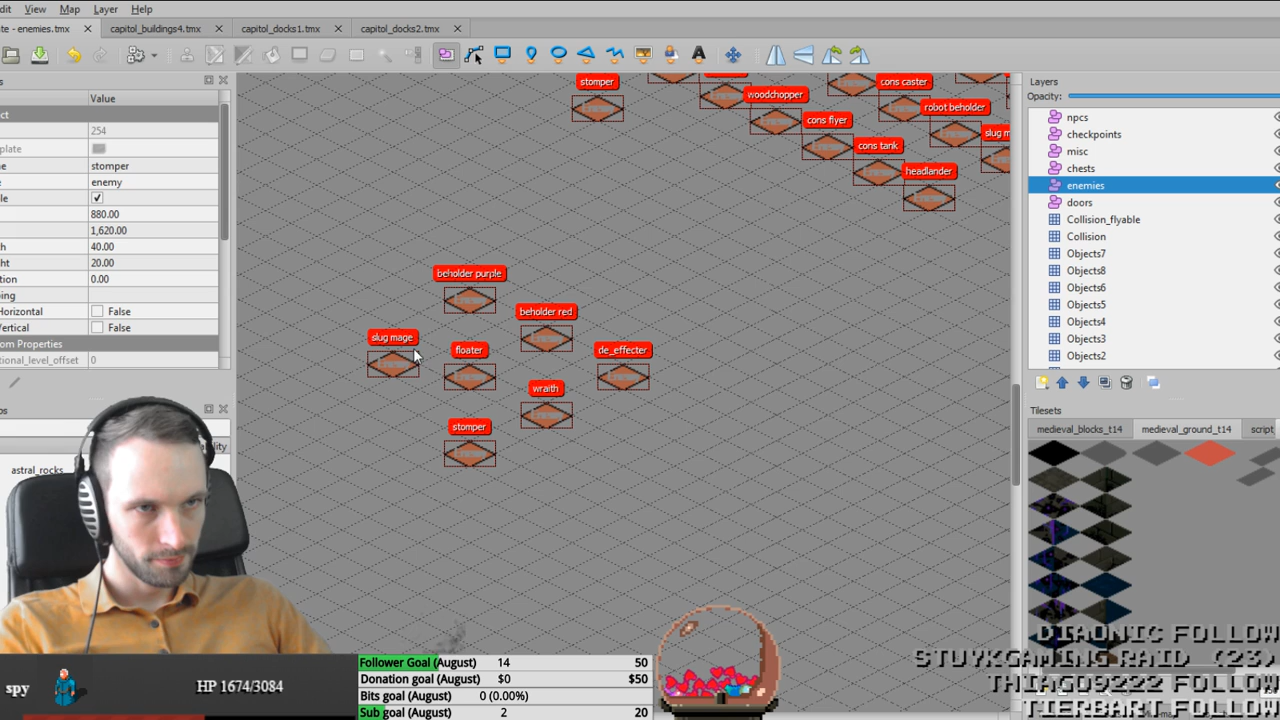 dit View Map Layer Help
te - enemies.tmx capitol_buildings4.tmx capitol_docks1.tmx capitol_docks2.tmx
Value
254
stomper
enemy
880.00
1,620.00
40.00
20.00
0.00
Horizontal False
Vertical False
om Properties
tional_level_offset 0
astral_rocks
stomper
woodchopper
cons caster
cons flyer
robot beholder
cons tank
slug m
headlander
beholder purple
beholder red
slug mage
floater
de_effecter
wraith
stomper
Layers
Opacity:
npcs
checkpoints
misc
chests
enemies
doors
Collision_flyable
Collision
Objects7
Objects8
Objects6
Objects5
Objects4
Objects3
Objects2
Tilesets
medieval_blocks_t14 medieval_ground_t14 script
spy
HP 1674/3084
Follower Goal (August) 14 50
Donation goal (August) $0 $50
Bits goal (August) 0 (0.00%)
Sub goal (August) 2 20
DIAONIC FOLLOW
STUYKGAMING RAID (23)
THIAGO9222 FOLLOW
TIERBART FOLLOW